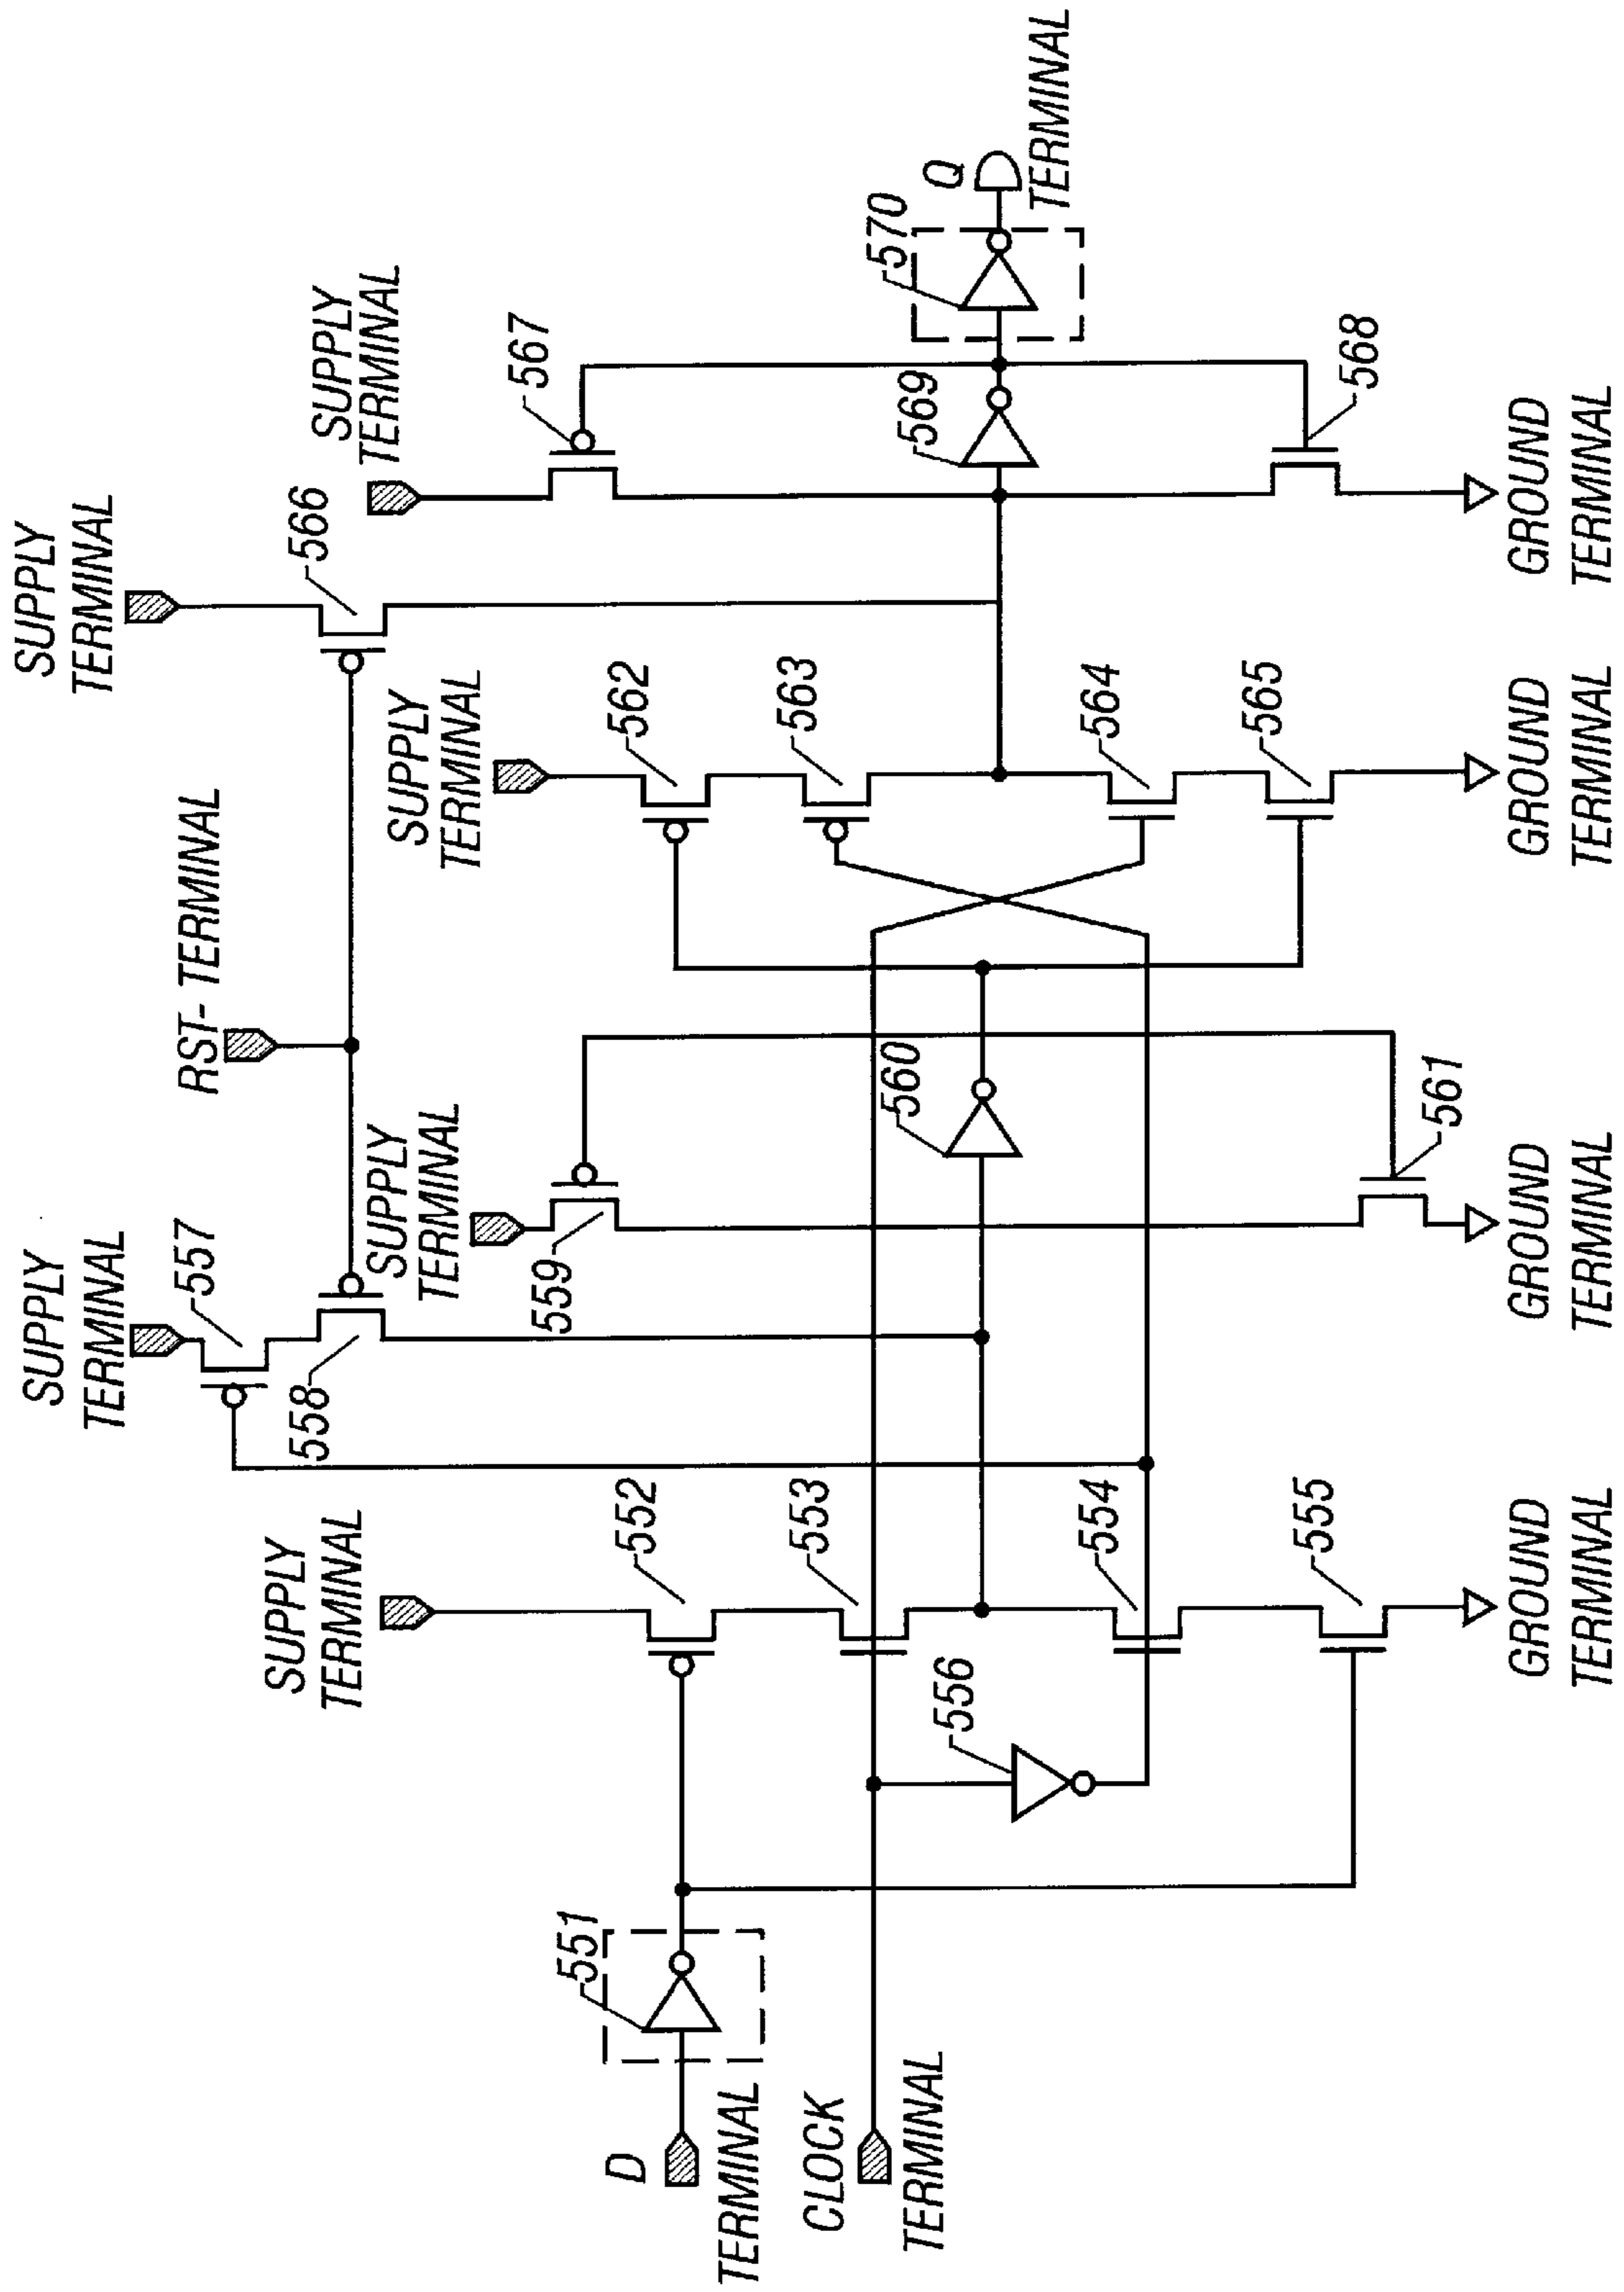 SUPPLY
TERMINAL
566
SUPPLY
TERMINAL
567
RST- TERMINAL
SUPPLY
TERMINAL
557
558
SUPPLY
TERMINAL
559
SUPPLY
TERMINAL
562
563
564
565
SUPPLY
TERMINAL
552
553
554
555
556
560
561
569
570
568
Q
TERMINAL
551
D
TERMINAL
CLOCK
TERMINAL
GROUND
TERMINAL
GROUND
TERMINAL
GROUND
TERMINAL
GROUND
TERMINAL